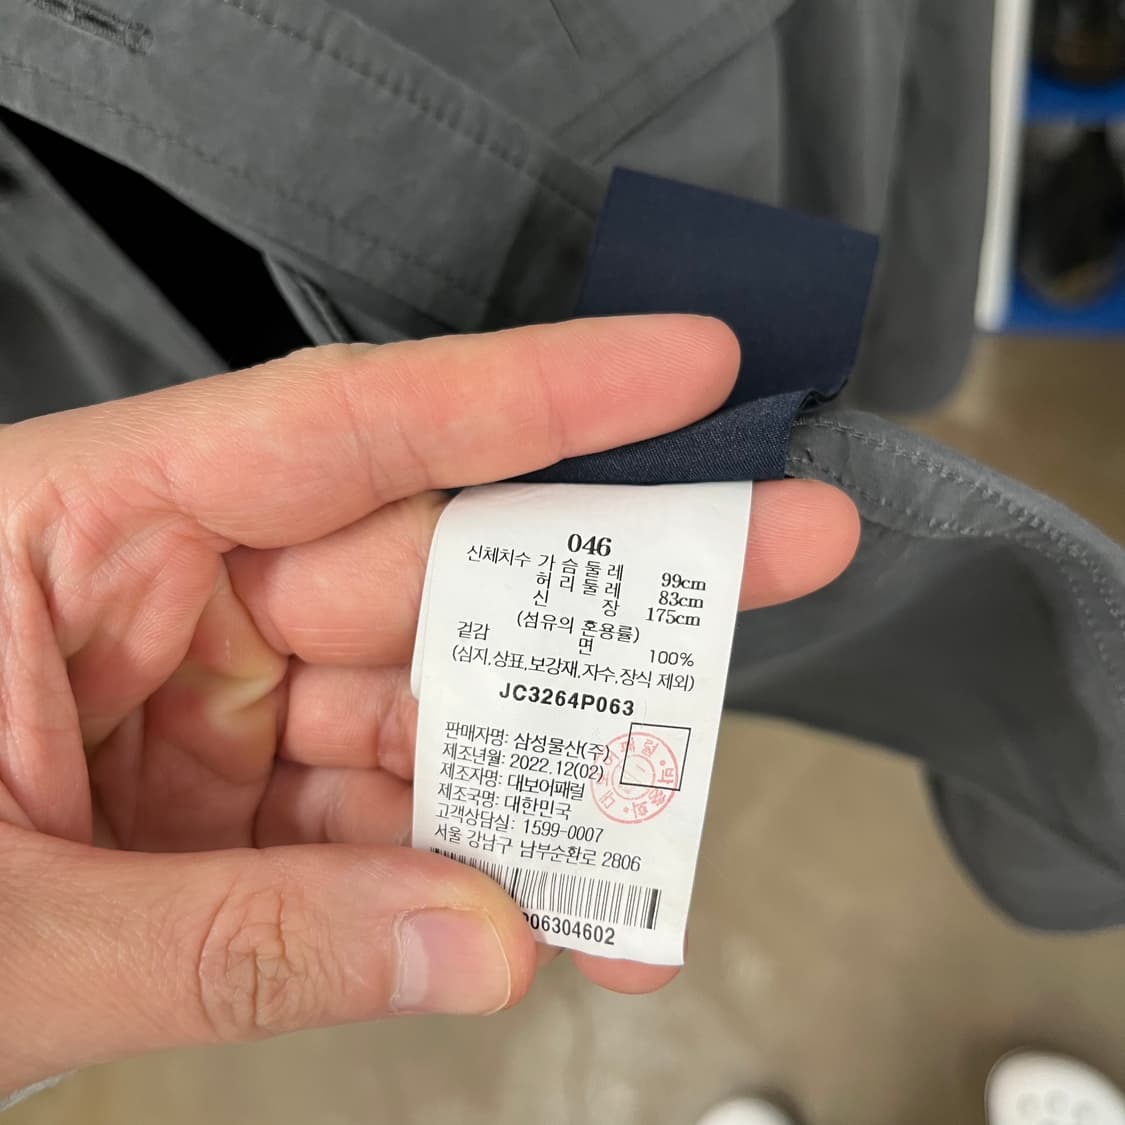 046
신체치수 가슴둘레 99cm
허리둘레 83cm
신 장 175cm
(섬유의 혼용률)
겉감
면 100%
(심지,상표,보강재,자수,장식 제외)
JC3264P063
판매자명: 삼성물산(주)
제조년월: 2022.12(02)
제조자명: 대보어패럴
제조국명: 대한민국
고객상담실: 1599-0007
서울 강남구 남부순환로 2806
06304602